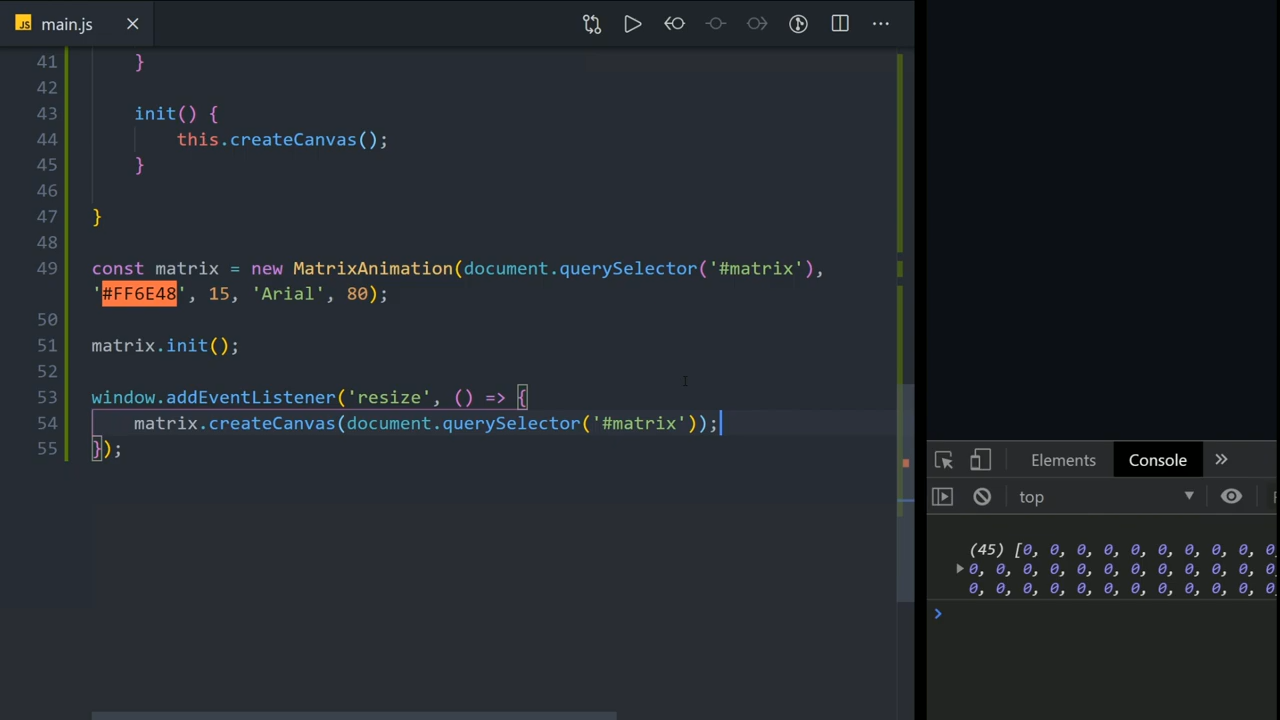 JS main.js
41 }
42
43 init() {
44 this.createCanvas();
45 }
46
47 }
48
49 const matrix = new MatrixAnimation(document.querySelector('#matrix'),
'#FF6E48', 15, 'Arial', 80);
50
51 matrix.init();
52
53 window.addEventListener('resize', () => {
54 matrix.createCanvas(document.querySelector('#matrix'));
55 });
Elements Console
top
(45) [0, 0, 0, 0, 0, 0, 0, 0, 0, 0,
0, 0, 0, 0, 0, 0, 0, 0, 0, 0, 0, 0
0, 0, 0, 0, 0, 0, 0, 0, 0, 0, 0, 0